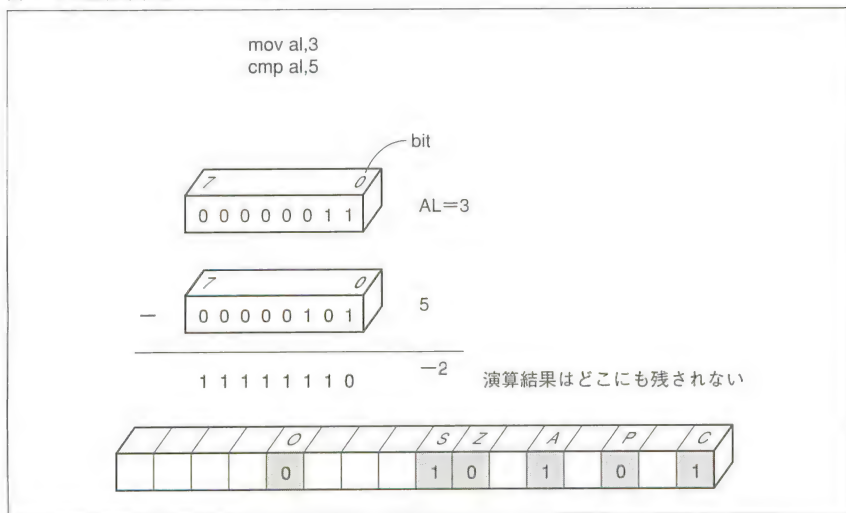 mov al,3
cmp al,5
bit
7 0
0 0 0 0 0 0 1 1 AL=3
7 0
− 0 0 0 0 0 1 0 1 5
1 1 1 1 1 1 1 0 −2 演算結果はどこにも残されない
O S Z A P C
0 1 0 1 0 1